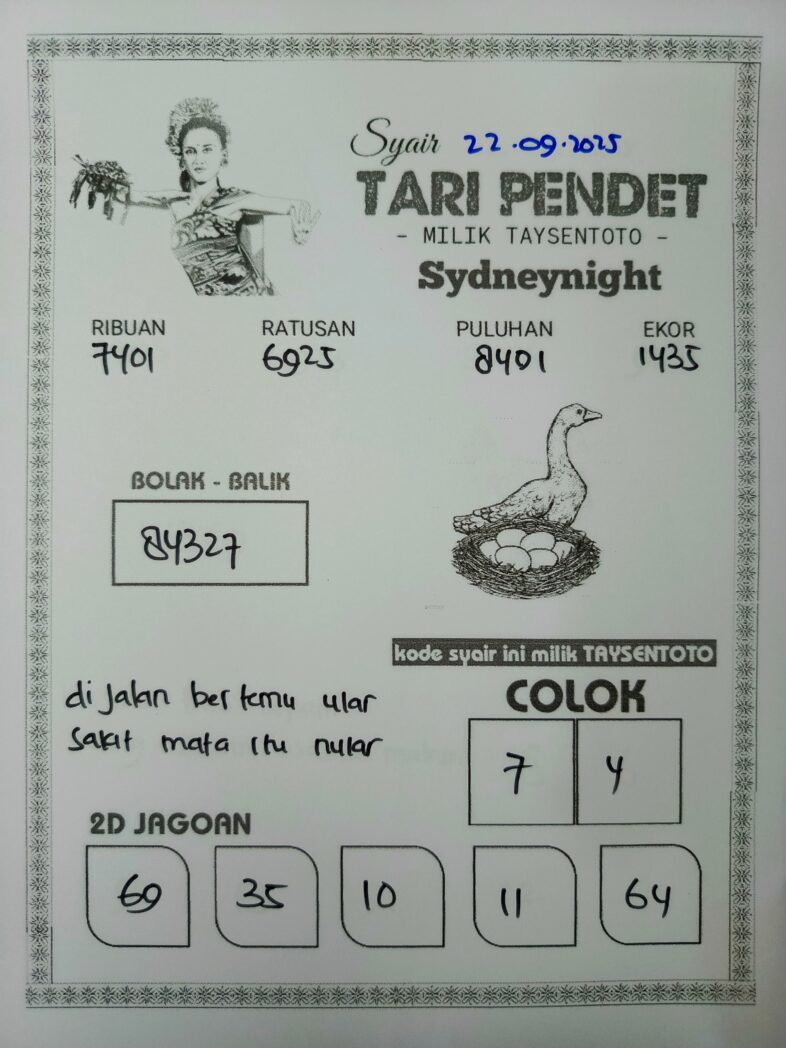 Syair 22.09.2025
TARI PENDET
- MILIK TAYSENTOTO -
Sydneynight
RIBUAN RATUSAN PULUHAN EKOR
7401 6925 8401 1435
BOLAK - BALIK
84327
kode syair ini milik TAYSENTOTO
COLOK
7 4
di jalan bertemu ular
Sakit mata itu nular
2D JAGOAN
69 35 10 11 64